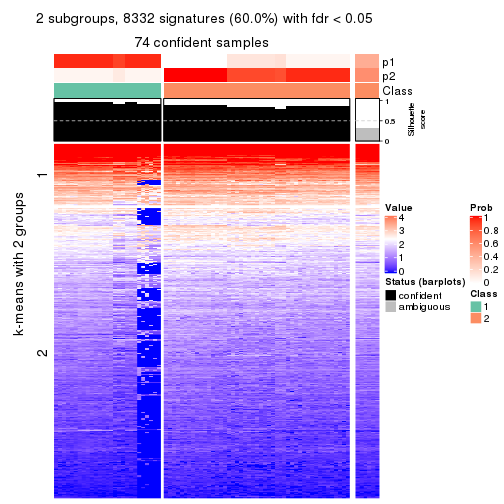 2 subgroups, 8332 signatures (60.0%) with fdr < 0.05
74 confident samples
p1
p2
Class
1
0.5
0
Silhouette
score
k-means with 2 groups
1
2
Value
4
3
2
1
0
Status (barplots)
confident
ambiguous
Prob
1
0.8
0.6
0.4
0.2
0
Class
1
2